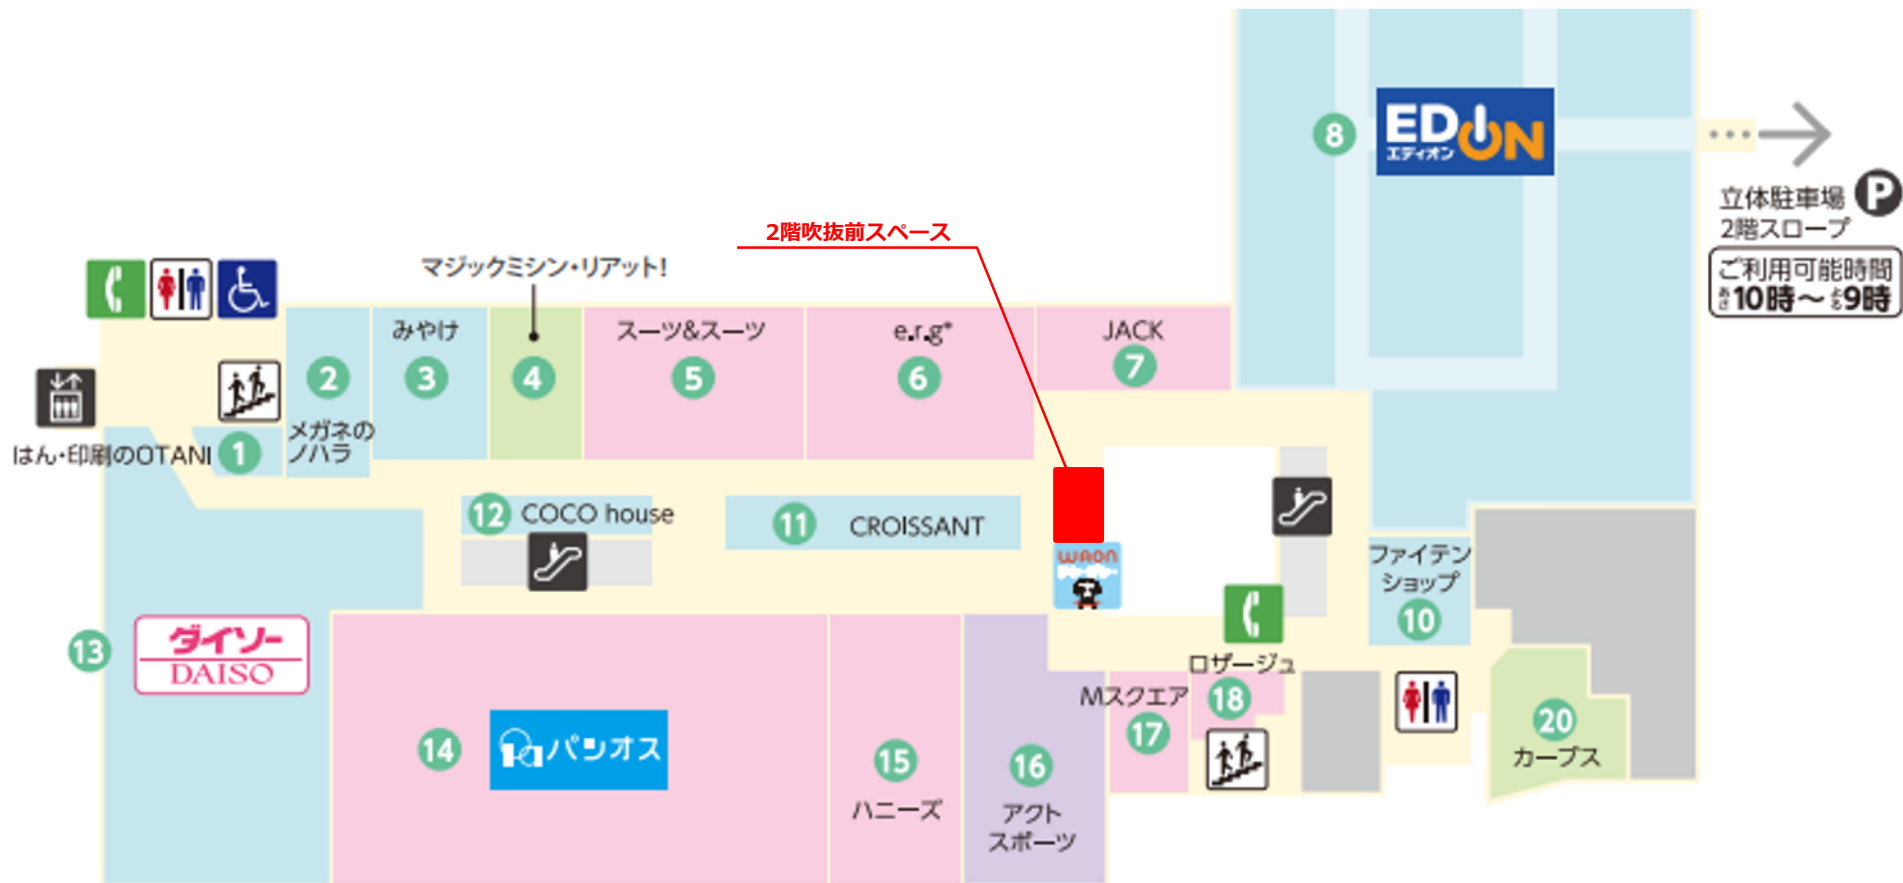 8
EDION
エディオン
立体駐車場 P
2階スロープ
ご利用可能時間
あさ10時～よる9時
2階吹抜前スペース
マジックミシン・リアット！
みやけ
スーツ&スーツ
e.r.g*
JACK
2
3
4
5
6
7
メガネの
ノハラ
はん・印刷のOTANI
1
12 COCO house
11 CROISSANT
WAON
ファイテン
ショップ
10
13
ダイソー
DAISO
14
パシオス
15
ハニーズ
16
アクト
スポーツ
Mスクエア
17
ロザージュ
18
20
カーブス